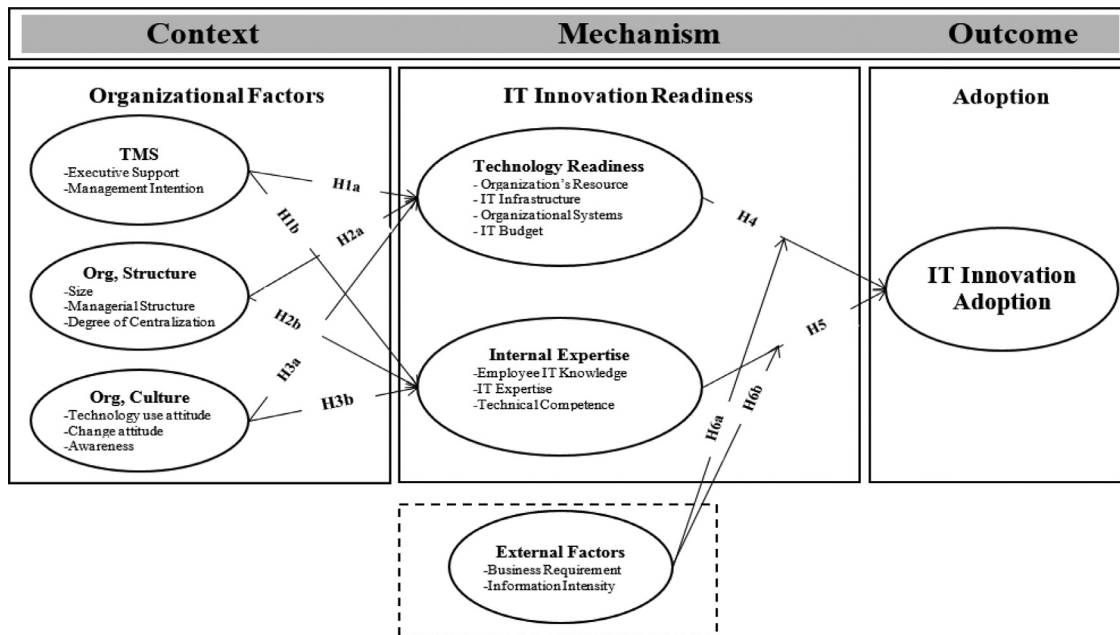 Context
Mechanism
Outcome
Organizational Factors
TMS
-Executive Support
-Management Intention
Org, Structure
-Size
-Managerial Structure
-Degree of Centralization
Org, Culture
-Technology use attitude
-Change attitude
-Awareness
H1a
H1b
H2a
H2b
H3a
H3b
IT Innovation Readiness
Technology Readiness
- Organization's Resource
- IT Infrastructure
- Organizational Systems
- IT Budget
Internal Expertise
-Employee IT Knowledge
-IT Expertise
-Technical Competence
H4
H5
H6a
H6b
Adoption
IT Innovation
Adoption
External Factors
-Business Requirement
-Information Intensity